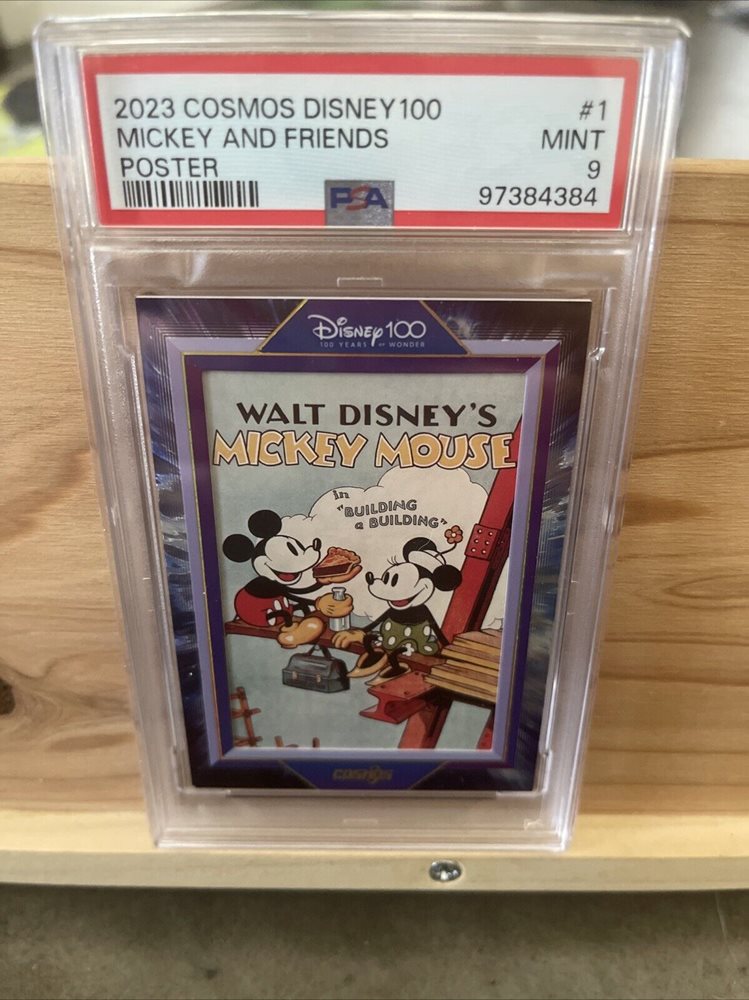 2023 COSMOS DISNEY100 #1
MICKEY AND FRIENDS MINT
POSTER 9
PSA 97384384
Disney100
100 YEARS OF WONDER
WALT DISNEY'S
MICKEY MOUSE
in
"BUILDING
a BUILDING"
COSMOS